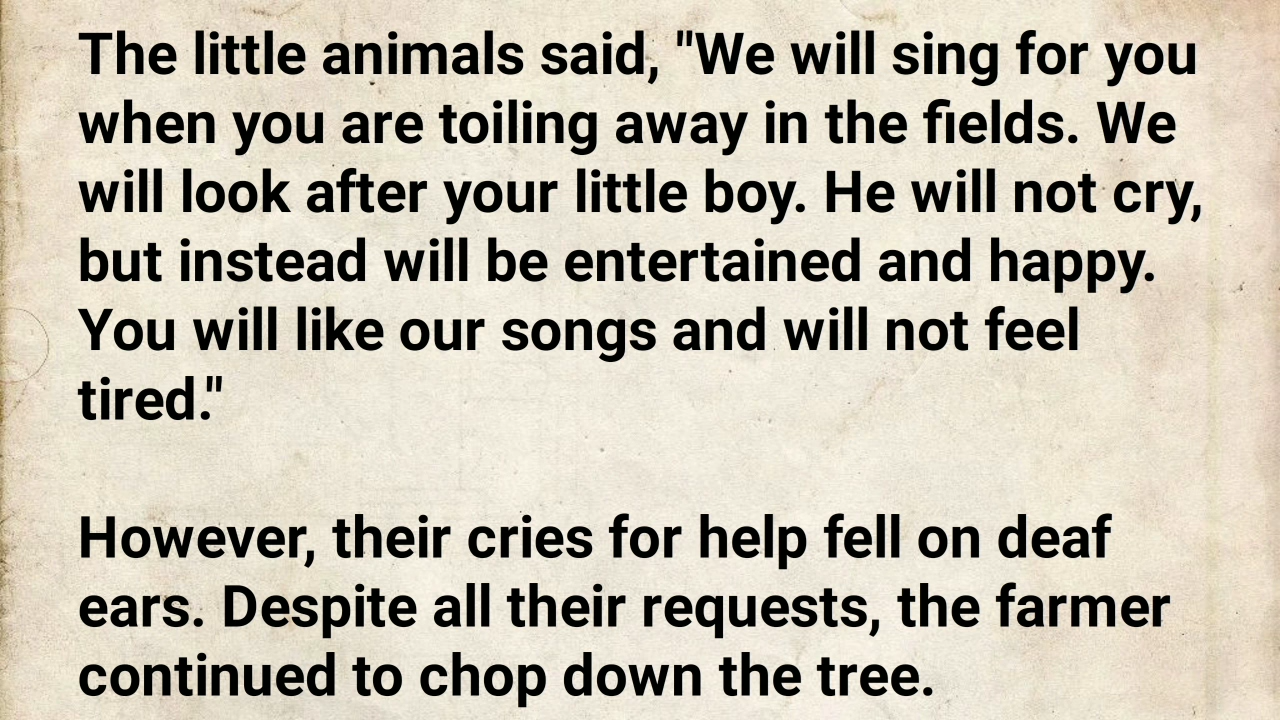 The little animals said, "We will sing for you
when you are toiling away in the fields. We
will look after your little boy. He will not cry,
but instead will be entertained and happy.
You will like our songs and will not feel
tired."
However, their cries for help fell on deaf
ears. Despite all their requests, the farmer
continued to chop down the tree.